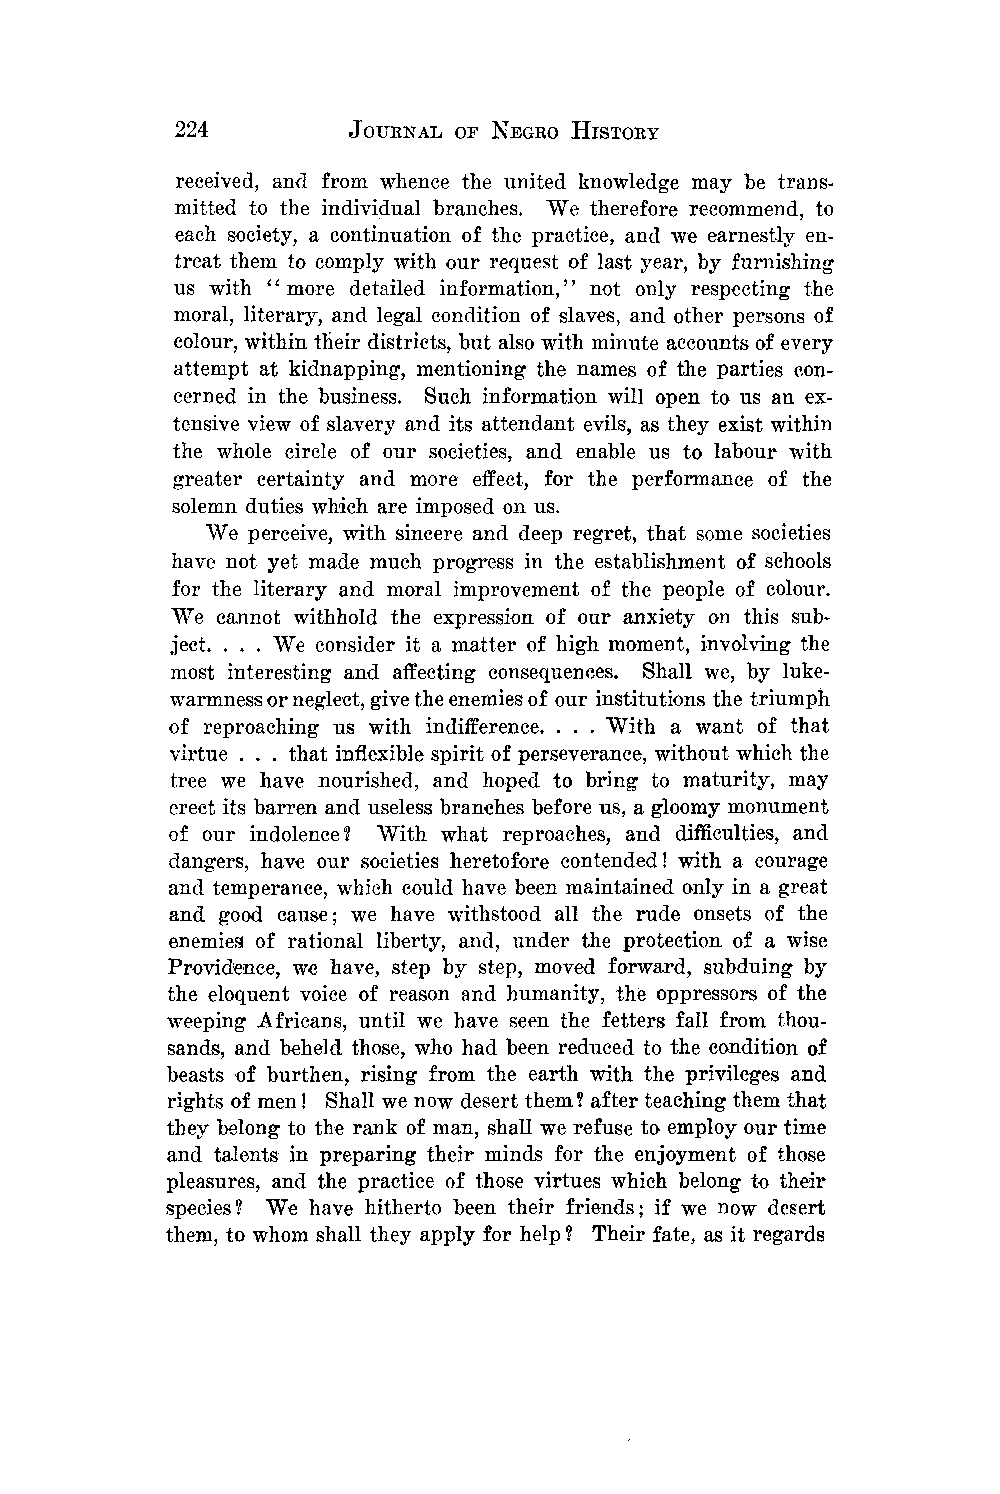 224 JOURNAL OF NEGRO HISTORY
received, and from whence the united knowledge may be trans-
mitted to the individual branches. We therefore recommend, to
each society, a continuation of the practice, and we earnestly en-
treat them to comply with our request of last year, by furnishing
us with “more detailed information,” not only respecting the
moral, literary, and legal condition of slaves, and other persons of
colour, within their districts, but also with minute accounts of every
attempt at kidnapping, mentioning the names of the parties con-
cerned in the business. Such information will open to us an ex-
tensive view of slavery and its attendant evils, as they exist within
the whole circle of our societies, and enable us to labour with
greater certainty and more effect, for the performance of the
solemn duties which are imposed on us.
We perceive, with sincere and deep regret, that some societies
have not yet made much progress in the establishment of schools
for the literary and moral improvement of the people of colour.
We cannot withhold the expression of our anxiety on this sub-
ject. . . . We consider it a matter of high moment, involving the
most interesting and affecting consequences. Shall we, by luke-
warmness or neglect, give the enemies of our institutions the triumph
of reproaching us with indifference. . . . With a want of that
virtue . . . that inflexible spirit of perseverance, without which the
tree we have nourished, and hoped to bring to maturity, may
erect its barren and useless branches before us, a gloomy monument
of our indolence? With what reproaches, and difficulties, and
dangers, have our societies heretofore contended! with a courage
and temperance, which could have been maintained only in a great
and good cause; we have withstood all the rude onsets of the
enemies of rational liberty, and, under the protection of a wise
Providence, we have, step by step, moved forward, subduing by
the eloquent voice of reason and humanity, the oppressors of the
weeping Africans, until we have seen the fetters fall from thou-
sands, and beheld those, who had been reduced to the condition of
beasts of burthen, rising from the earth with the privileges and
rights of men! Shall we now desert them? after teaching them that
they belong to the rank of man, shall we refuse to employ our time
and talents in preparing their minds for the enjoyment of those
pleasures, and the practice of those virtues which belong to their
species? We have hitherto been their friends; if we now desert
them, to whom shall they apply for help? Their fate, as it regards